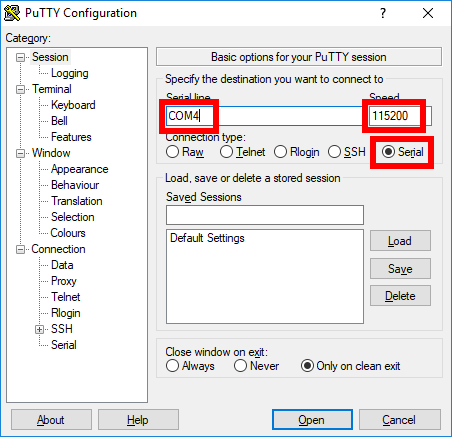 PuTTY Configuration
?
Category:
Session
Logging
Terminal
Keyboard
Bell
Features
Window
Appearance
Behaviour
Translation
Selection
Colours
Connection
Data
Proxy
Telnet
Rlogin
SSH
Serial
Basic options for your PuTTY session
Specify the destination you want to connect to
Serial line Speed
COM4 115200
Connection type:
Raw Telnet Rlogin SSH Serial
Load, save or delete a stored session
Saved Sessions
Default Settings
Load
Save
Delete
Close window on exit:
Always Never Only on clean exit
About Help Open Cancel